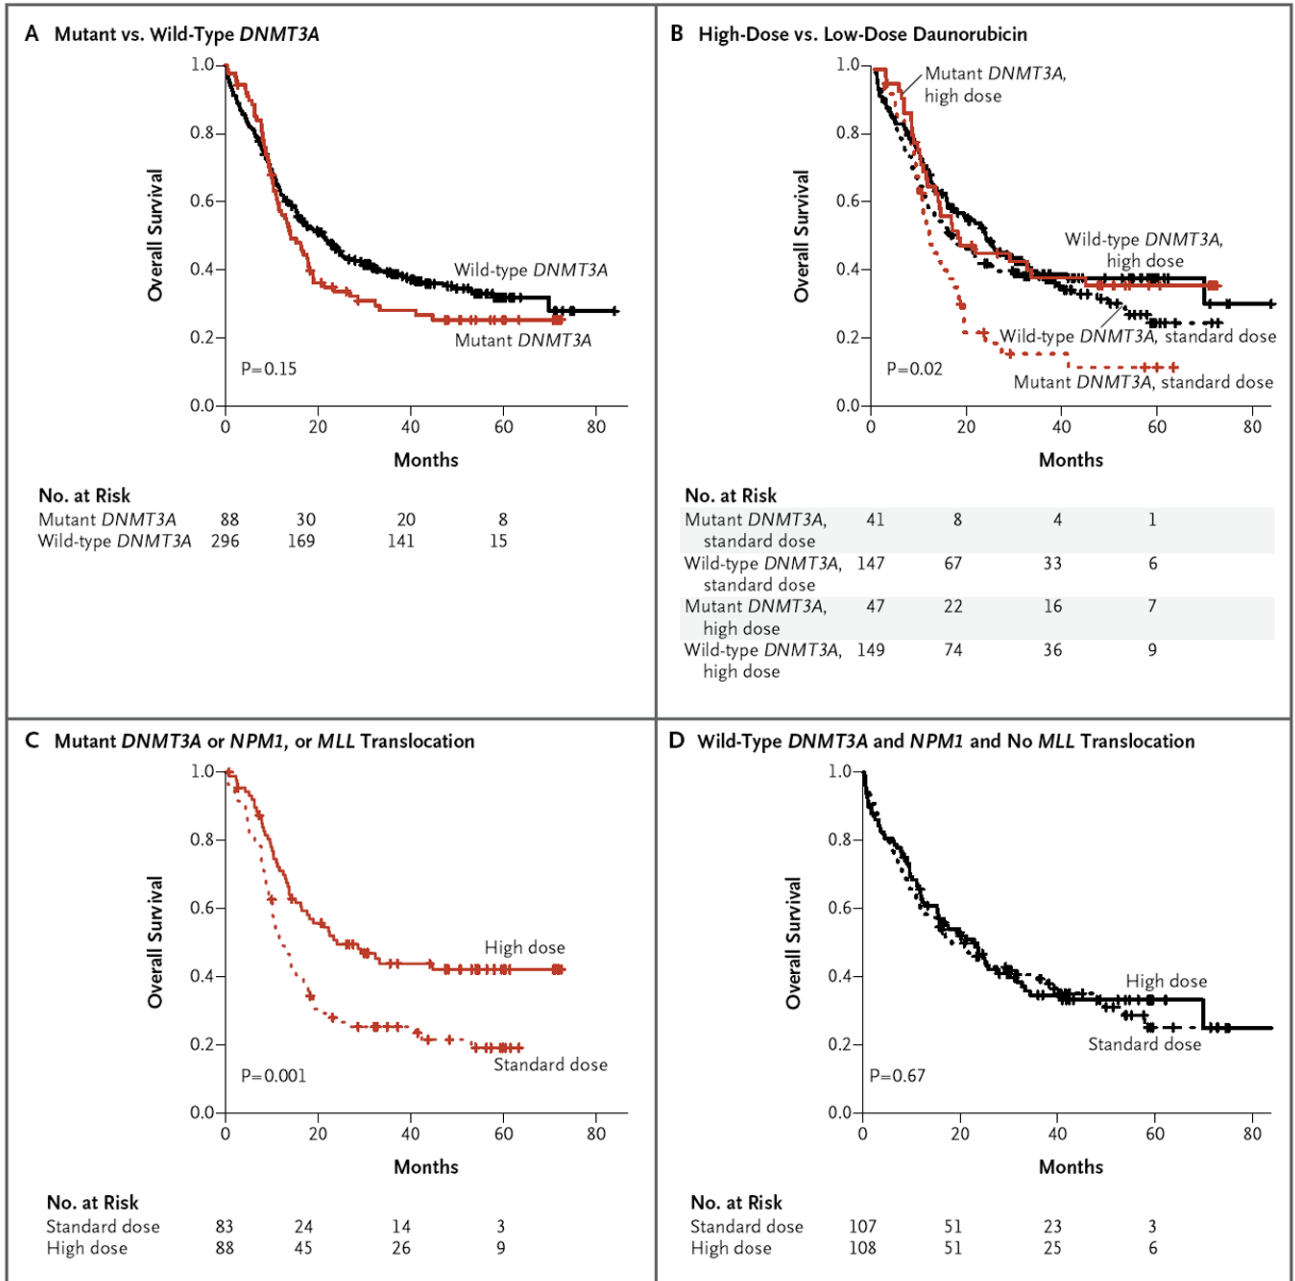 A Mutant vs. Wild-Type DNMT3A
1.0
0.8
0.6
0.4
0.2
0.0
Overall Survival
Wild-type DNMT3A
Mutant DNMT3A
P=0.15
0 20 40 60 80
Months
No. at Risk
Mutant DNMT3A 88 30 20 8
Wild-type DNMT3A 296 169 141 15
B High-Dose vs. Low-Dose Daunorubicin
1.0
0.8
0.6
0.4
0.2
0.0
Overall Survival
Mutant DNMT3A,
high dose
Wild-type DNMT3A,
high dose
Wild-type DNMT3A, standard dose
P=0.02
Mutant DNMT3A, standard dose
0 20 40 60 80
Months
No. at Risk
Mutant DNMT3A, 41 8 4 1
standard dose
Wild-type DNMT3A, 147 67 33 6
standard dose
Mutant DNMT3A, 47 22 16 7
high dose
Wild-type DNMT3A, 149 74 36 9
high dose
C Mutant DNMT3A or NPM1, or MLL Translocation
1.0
0.8
0.6
0.4
0.2
0.0
Overall Survival
High dose
Standard dose
P=0.001
0 20 40 60 80
Months
No. at Risk
Standard dose 83 24 14 3
High dose 88 45 26 9
D Wild-Type DNMT3A and NPM1 and No MLL Translocation
1.0
0.8
0.6
0.4
0.2
0.0
Overall Survival
High dose
Standard dose
P=0.67
0 20 40 60 80
Months
No. at Risk
Standard dose 107 51 23 3
High dose 108 51 25 6